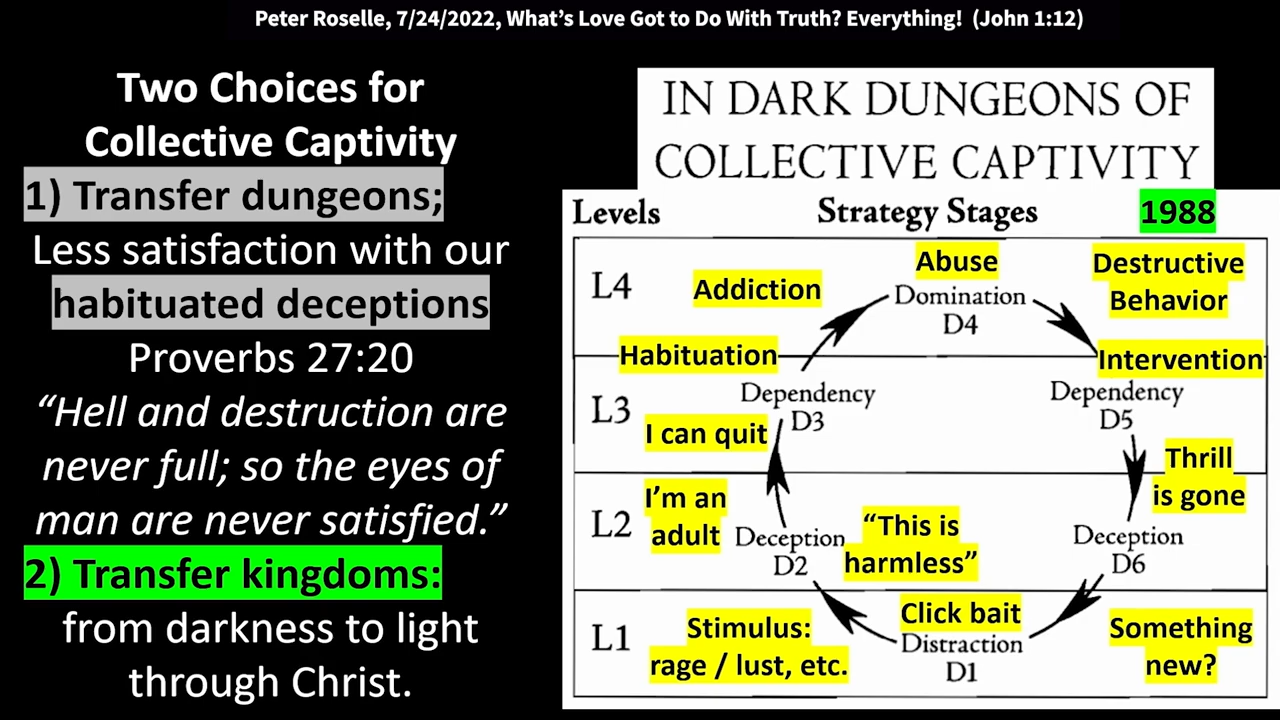 Peter Roselle, 7/24/2022, What’s Love Got to Do With Truth? Everything! (John 1:12)
Two Choices for
Collective Captivity
1) Transfer dungeons;
Less satisfaction with our
habituated deceptions
Proverbs 27:20
“Hell and destruction are
never full; so the eyes of
man are never satisfied.”
2) Transfer kingdoms:
from darkness to light
through Christ.
IN DARK DUNGEONS OF
COLLECTIVE CAPTIVITY
Levels Strategy Stages 1988
L4
Addiction
Abuse
Domination
D4
Destructive
Behavior
Habituation
Intervention
L3
Dependency
D3
Dependency
D5
I can quit
Thrill
is gone
L2
I’m an
adult
Deception
D2
“This is
harmless”
Deception
D6
L1
Stimulus:
rage / lust, etc.
Click bait
Distraction
D1
Something
new?